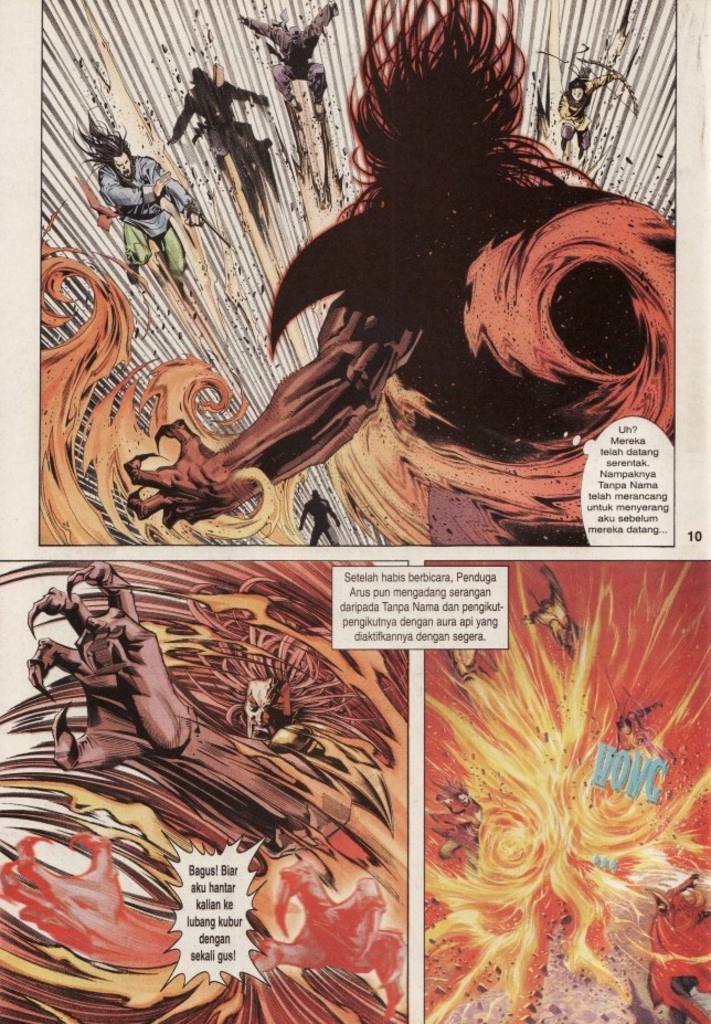 Uh?
Mereka
telah datang
serentak.
Nampaknya
Tanpa Nama
telah merancang
untuk menyerang
aku sebelum
mereka datang...
10
Setelah habis berbicara, Penduga
Arus pun mengadang serangan
daripada Tanpa Nama dan pengikut-
pengikutnya dengan aura api yang
diaktifkannya dengan segera.
Bagus! Biar
aku hantar
kalian ke
lubang kubur
dengan
sekali gus!
VONG
...